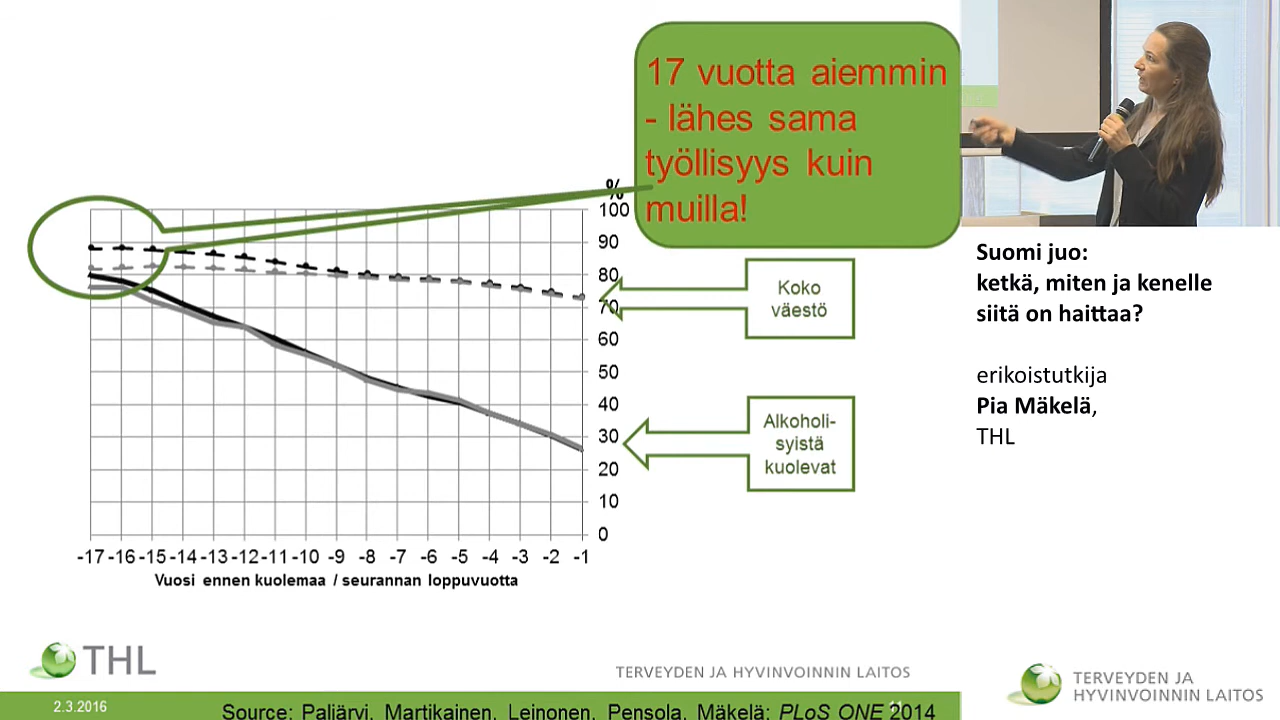 17 vuotta aiemmin
- lähes sama
työllisyys kuin
muilla!
%
100
90
80
70
60
50
40
30
20
10
0
Koko
väestö
Alkoholi-
syistä
kuolevat
-17 -16 -15 -14 -13 -12 -11 -10 -9 -8 -7 -6 -5 -4 -3 -2 -1
Vuosi ennen kuolemaa / seurannan loppuvuotta
Suomi juo:
ketkä, miten ja kenelle
siitä on haittaa?
erikoistutkija
Pia Mäkelä,
THL
THL
TERVEYDEN JA HYVINVOINNIN LAITOS
TERVEYDEN JA
HYVINVOINNIN LAITOS
2.3.2016
Source: Paljärvi, Martikainen, Leinonen, Pensola, Mäkelä: PLoS ONE 2014